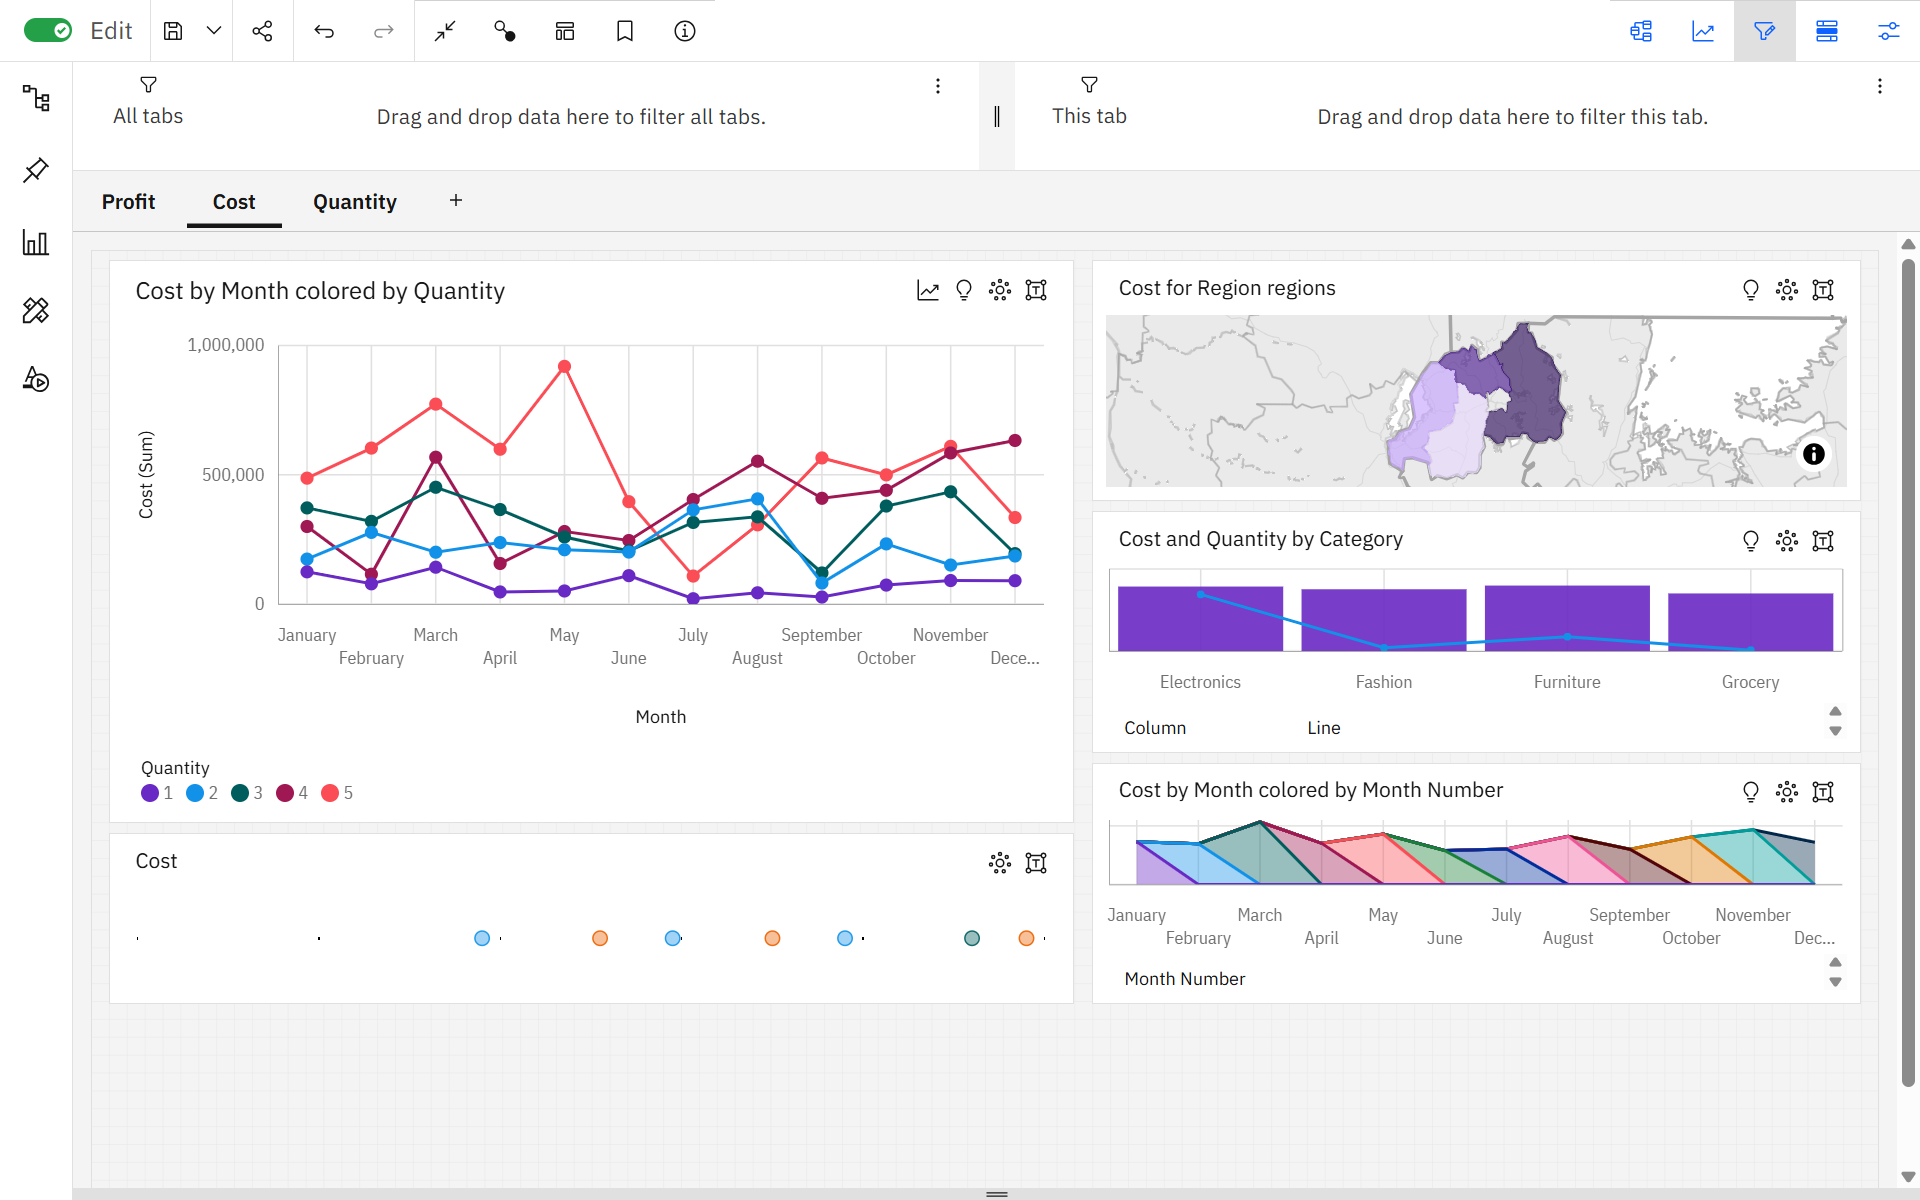 Edit
All tabs
Drag and drop data here to filter all tabs.
This tab
Drag and drop data here to filter this tab.
Profit
Cost
Quantity
+
Cost by Month colored by Quantity
1,000,000
500,000
0
Cost (Sum)
January
February
March
April
May
June
July
August
September
October
November
Dece...
Month
Quantity
1
2
3
4
5
Cost
Cost for Region regions
Cost and Quantity by Category
Electronics
Fashion
Furniture
Grocery
Column
Line
Cost by Month colored by Month Number
January
February
March
April
May
June
July
August
September
October
November
Dec...
Month Number